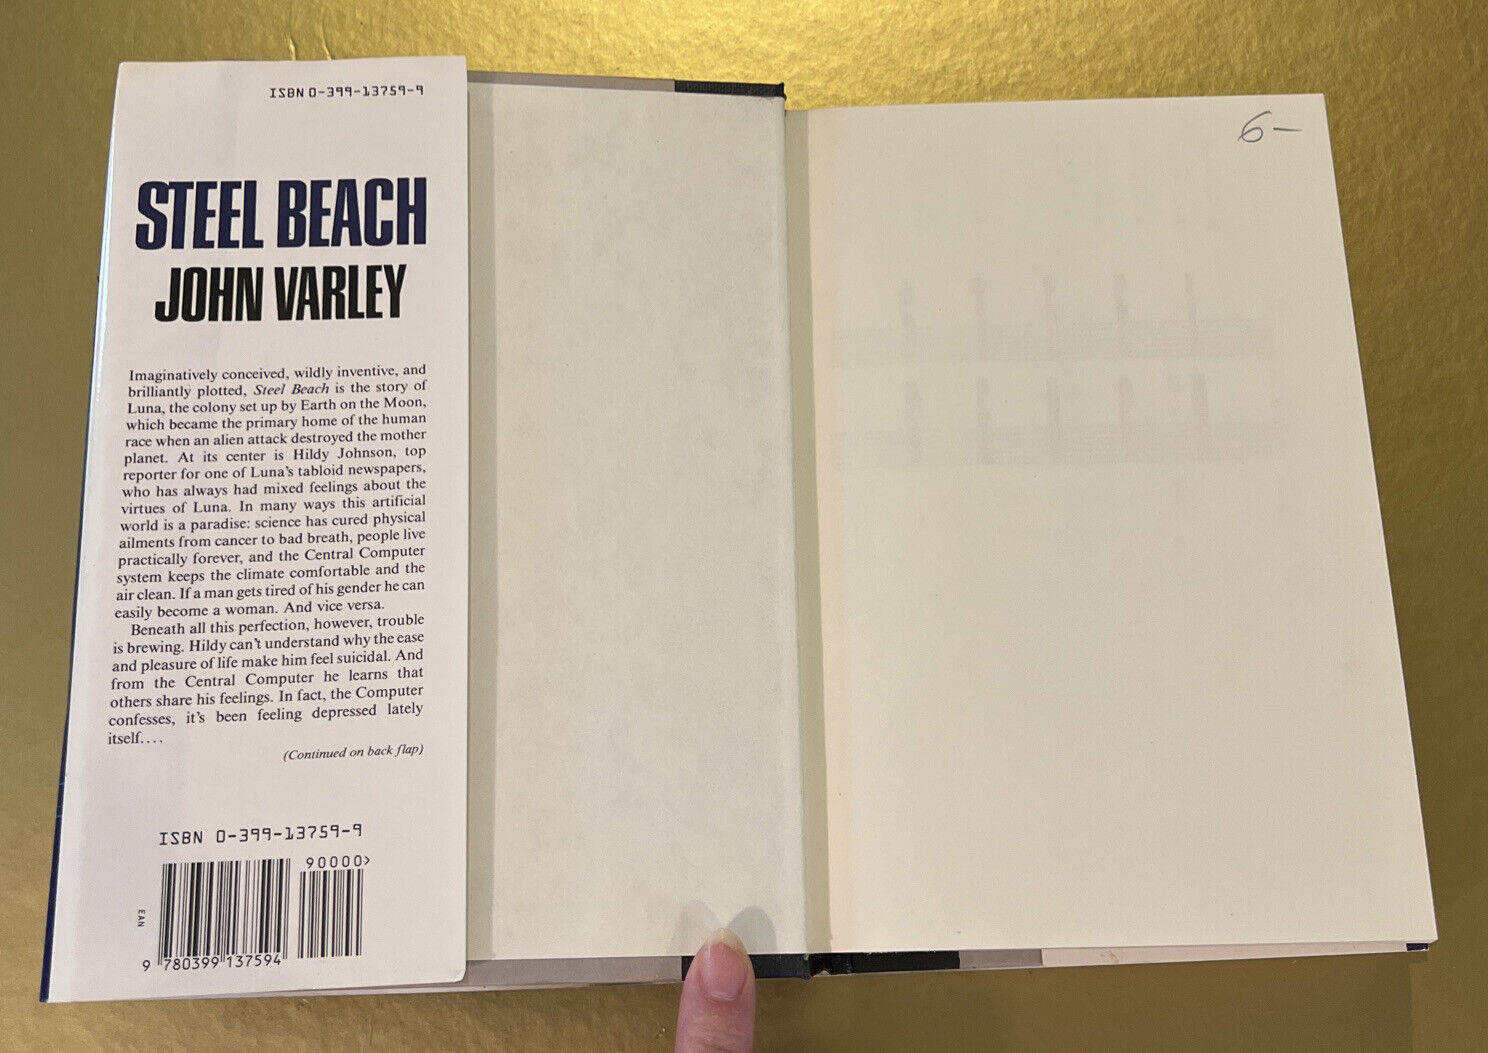 ISBN 0-399-13759-9
STEEL BEACH
JOHN VARLEY
Imaginatively conceived, wildly inventive, and
brilliantly plotted, Steel Beach is the story of
Luna, the colony set up by Earth on the Moon,
which became the primary home of the human
race when an alien attack destroyed the mother
planet. At its center is Hildy Johnson, top
reporter for one of Luna's tabloid newspapers,
who has always had mixed feelings about the
virtues of Luna. In many ways this artificial
world is a paradise: science has cured physical
ailments from cancer to bad breath, people live
practically forever, and the Central Computer
system keeps the climate comfortable and the
air clean. If a man gets tired of his gender he can
easily become a woman. And vice versa.
Beneath all this perfection, however, trouble
is brewing. Hildy can't understand why the ease
and pleasure of life make him feel suicidal. And
from the Central Computer he learns that
others share his feelings. In fact, the Computer
confesses, it's been feeling depressed lately
itself....
(Continued on back flap)
ISBN 0-399-13759-9
90000>
EAN
9 780399 137594
6-